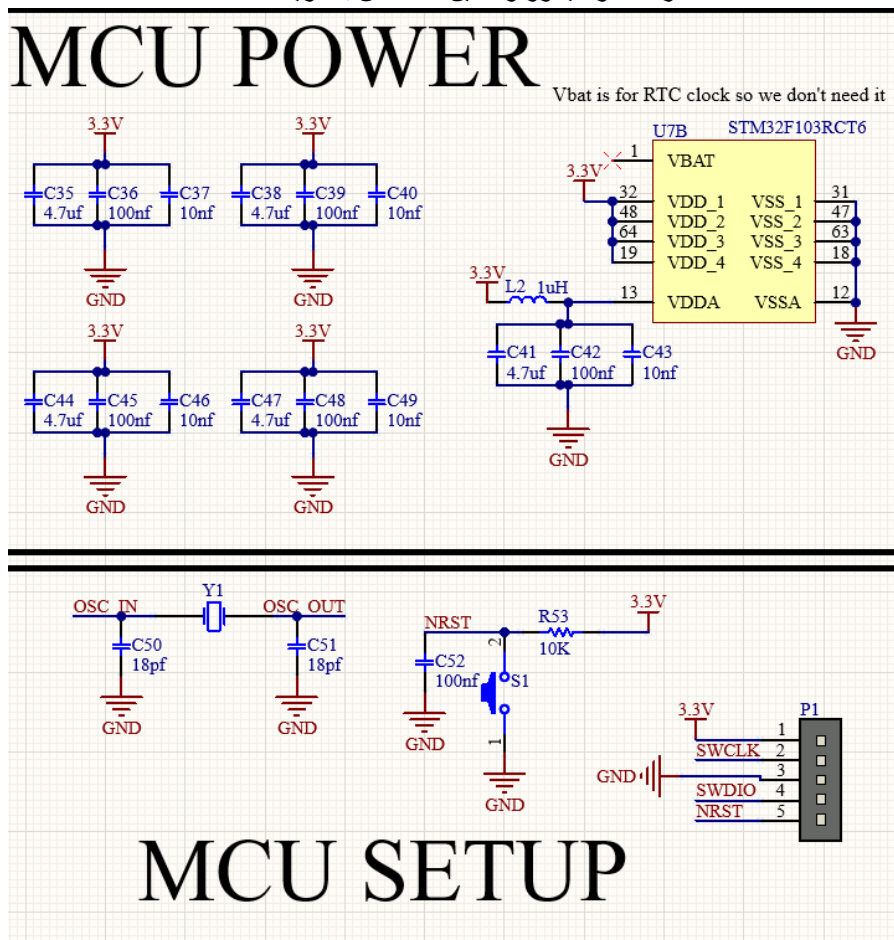 MCU POWER
Vbat is for RTC clock so we don't need it
3.3V
3.3V
C35
4.7uf
C36
100nf
C37
10nf
C38
4.7uf
C39
100nf
C40
10nf
GND
GND
3.3V
3.3V
C44
4.7uf
C45
100nf
C46
10nf
C47
4.7uf
C48
100nf
C49
10nf
GND
GND
U7B STM32F103RCT6
1 VBAT
3.3V
32 VDD_1 VSS_1 31
48 VDD_2 VSS_2 47
64 VDD_3 VSS_3 63
19 VDD_4 VSS_4 18
13 VDDA VSSA 12
GND
3.3V
L2 1uH
C41
4.7uf
C42
100nf
C43
10nf
GND
OSC_IN Y1 OSC_OUT
C50
18pf
C51
18pf
GND
GND
NRST
R53
10K
3.3V
C52
100nf
2
S1
1
GND
GND
3.3V
P1
1
SWCLK 2
GND 3
SWDIO 4
NRST 5
MCU SETUP